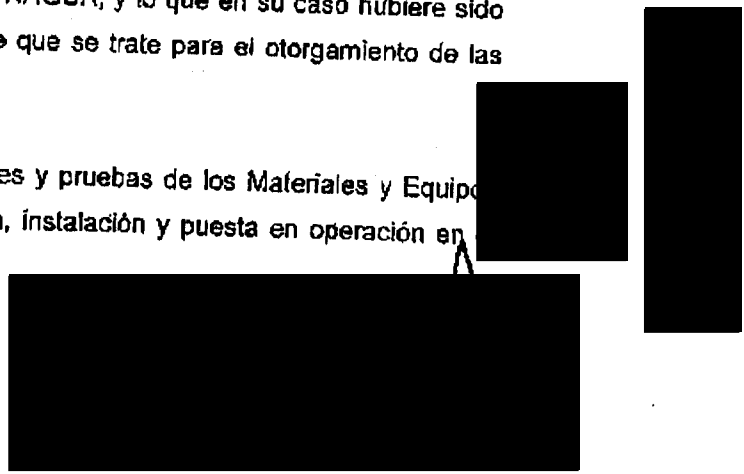 y lo que en su caso hubiere sido
que se trate para el otorgamiento de las
es y pruebas de los Materiales y Equipo
, instalación y puesta en operación en